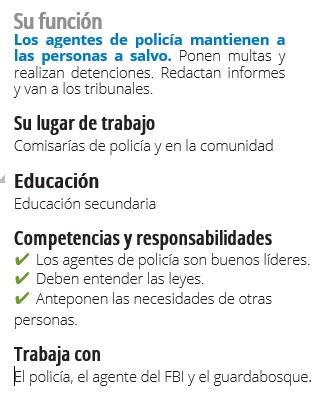 Su función
Los agentes de policía mantienen a
las personas a salvo. Ponen multas y
realizan detenciones. Redactan informes
y van a los tribunales.
Su lugar de trabajo
Comisarías de policía y en la comunidad
Educación
Educación secundaria
Competencias y responsabilidades
✔ Los agentes de policía son buenos líderes.
✔ Deben entender las leyes.
✔ Anteponen las necesidades de otras
personas.
Trabaja con
El policía, el agente del FBI y el guardabosque.